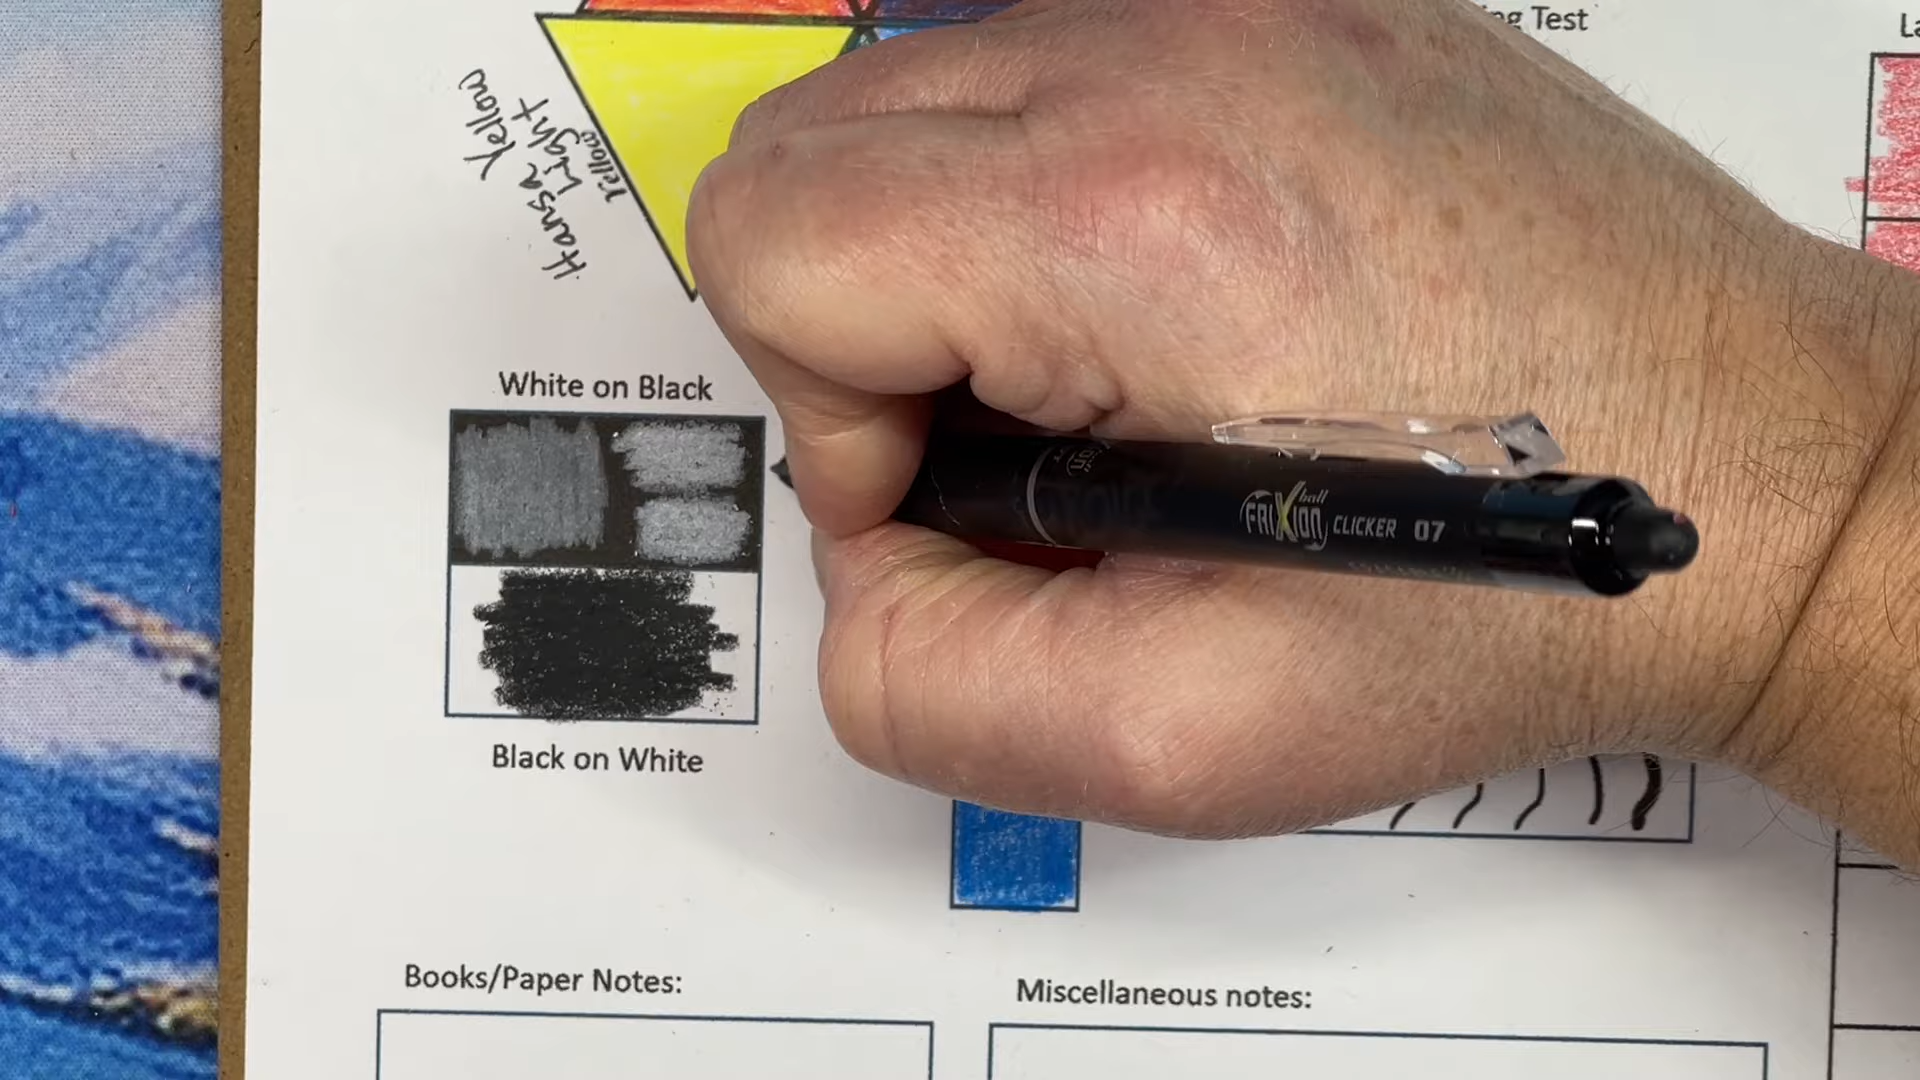 ng Test
La
Hansa Yellow
Light
Yellow
White on Black
FRIXION ball CLICKER 07
Black on White
Books/Paper Notes:
Miscellaneous notes: